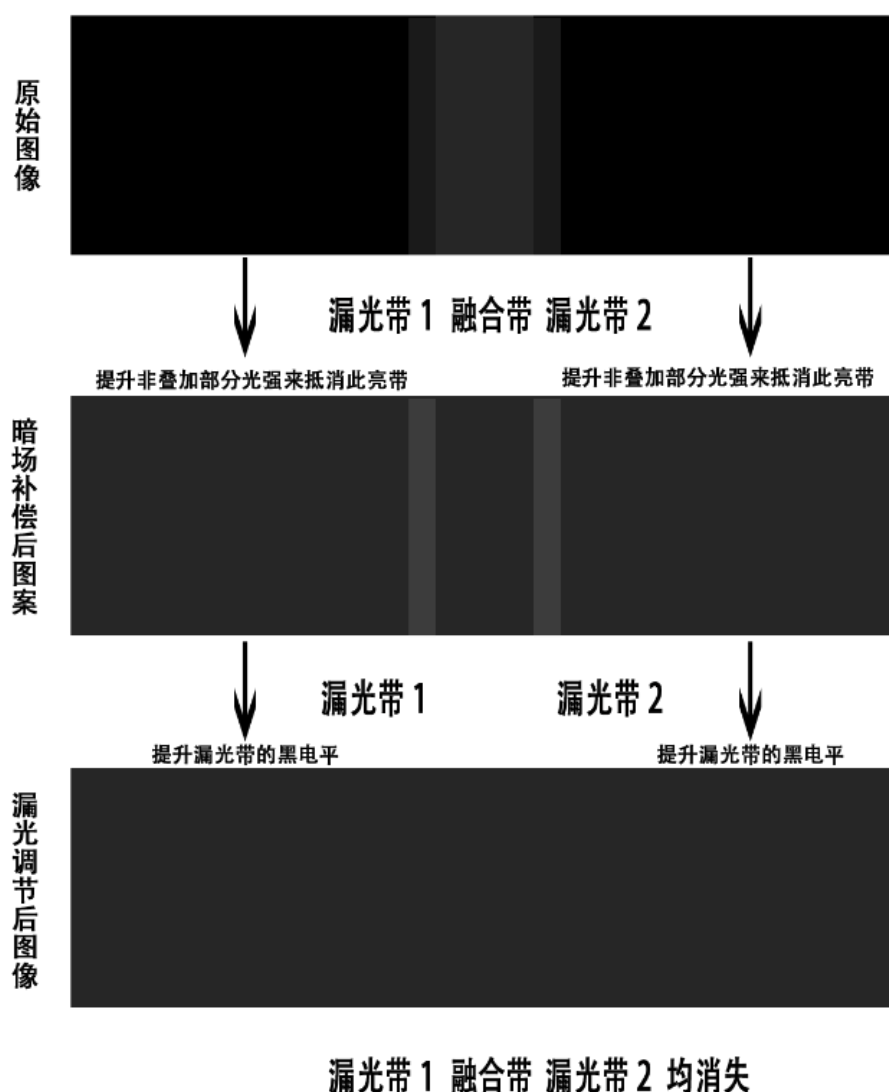 原始图像
漏光带1 融合带 漏光带2
提升非叠加部分光强来抵消此亮带
提升非叠加部分光强来抵消此亮带
暗场补偿后图案
漏光带1
漏光带2
提升漏光带的黑电平
提升漏光带的黑电平
漏光调节后图像
漏光带1 融合带 漏光带2 均消失